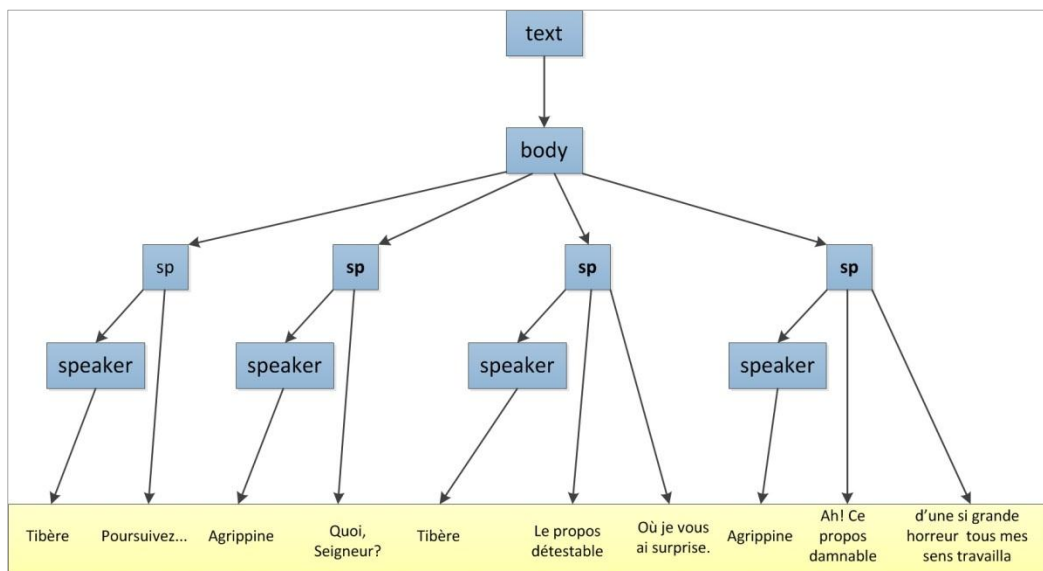 text
body
sp
sp
sp
sp
speaker
speaker
speaker
speaker
Tibère
Poursuivez...
Agrippine
Quoi,
Seigneur?
Tibère
Le propos
détestable
Où je vous
ai surprise.
Agrippine
Ah! Ce
propos
damnable
d'une si grande
horreur tous mes
sens travailla